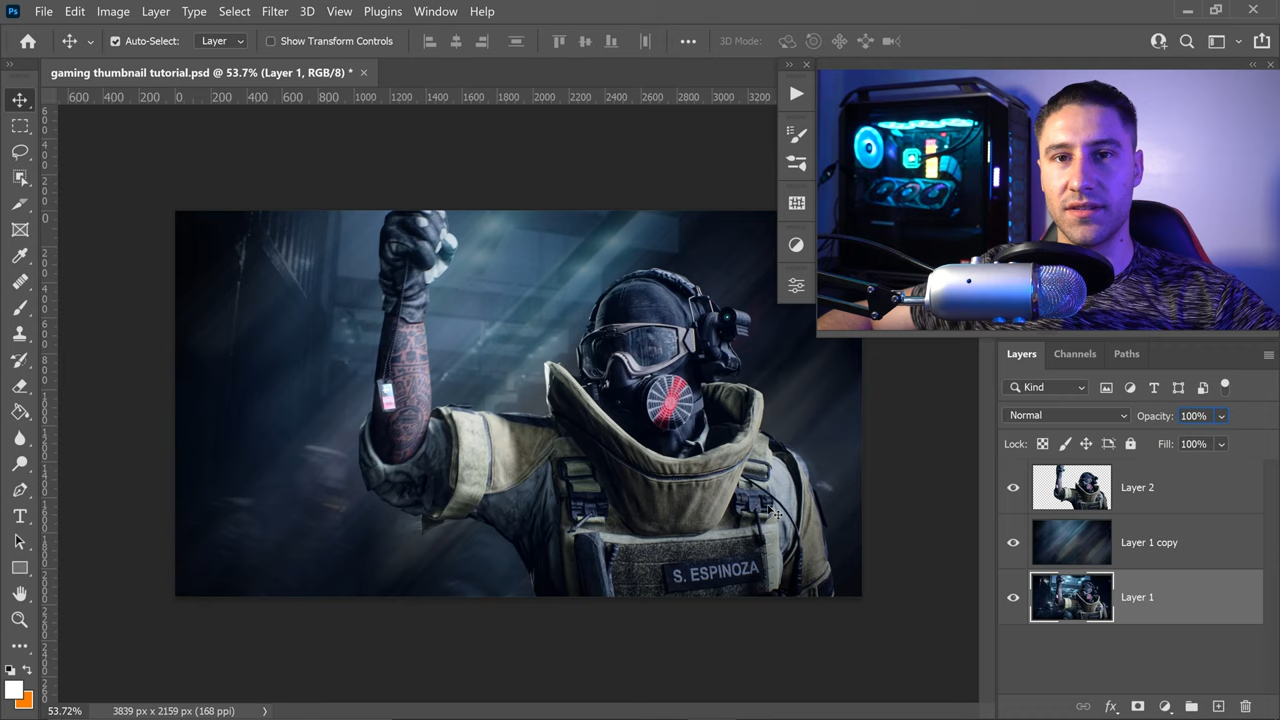 Ps File Edit Image Layer Type Select Filter 3D View Plugins Window Help
Auto-Select: Layer Show Transform Controls 3D Mode:
gaming thumbnail tutorial.psd @ 53.7% (Layer 1, RGB/8) *
600 400 200 0 200 400 600 800 1000 1200 1400 1600 1800 2000 2200 2400 2600 2800 3000 3200
Layers Channels Paths
Kind
Normal Opacity: 100%
Lock: Fill: 100%
Layer 2
Layer 1 copy
S. ESPINOZA
Layer 1
53.72% 3839 px x 2159 px (168 ppi)